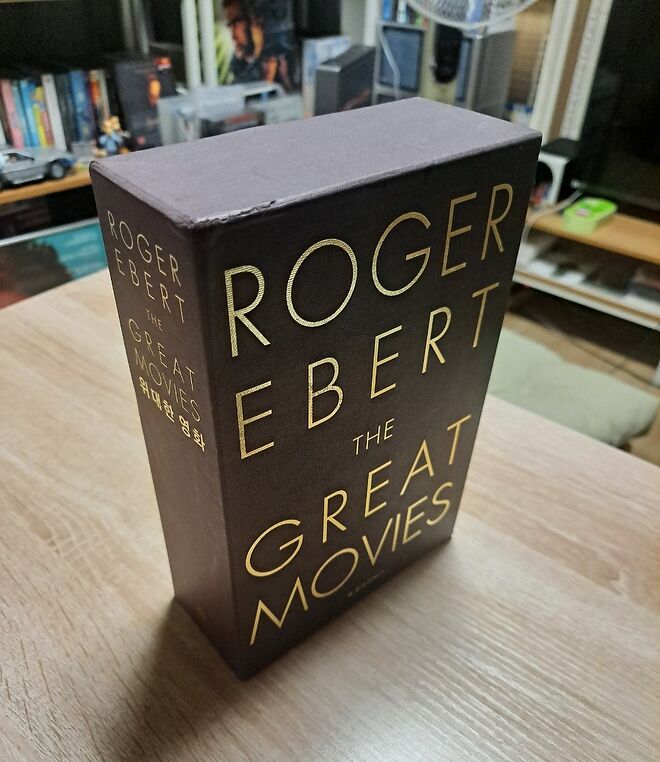 ROGER
EBERT
THE
GREAT
MOVIES
위대한 영화
ROGER
EBERT
THE
GREAT
MOVIES